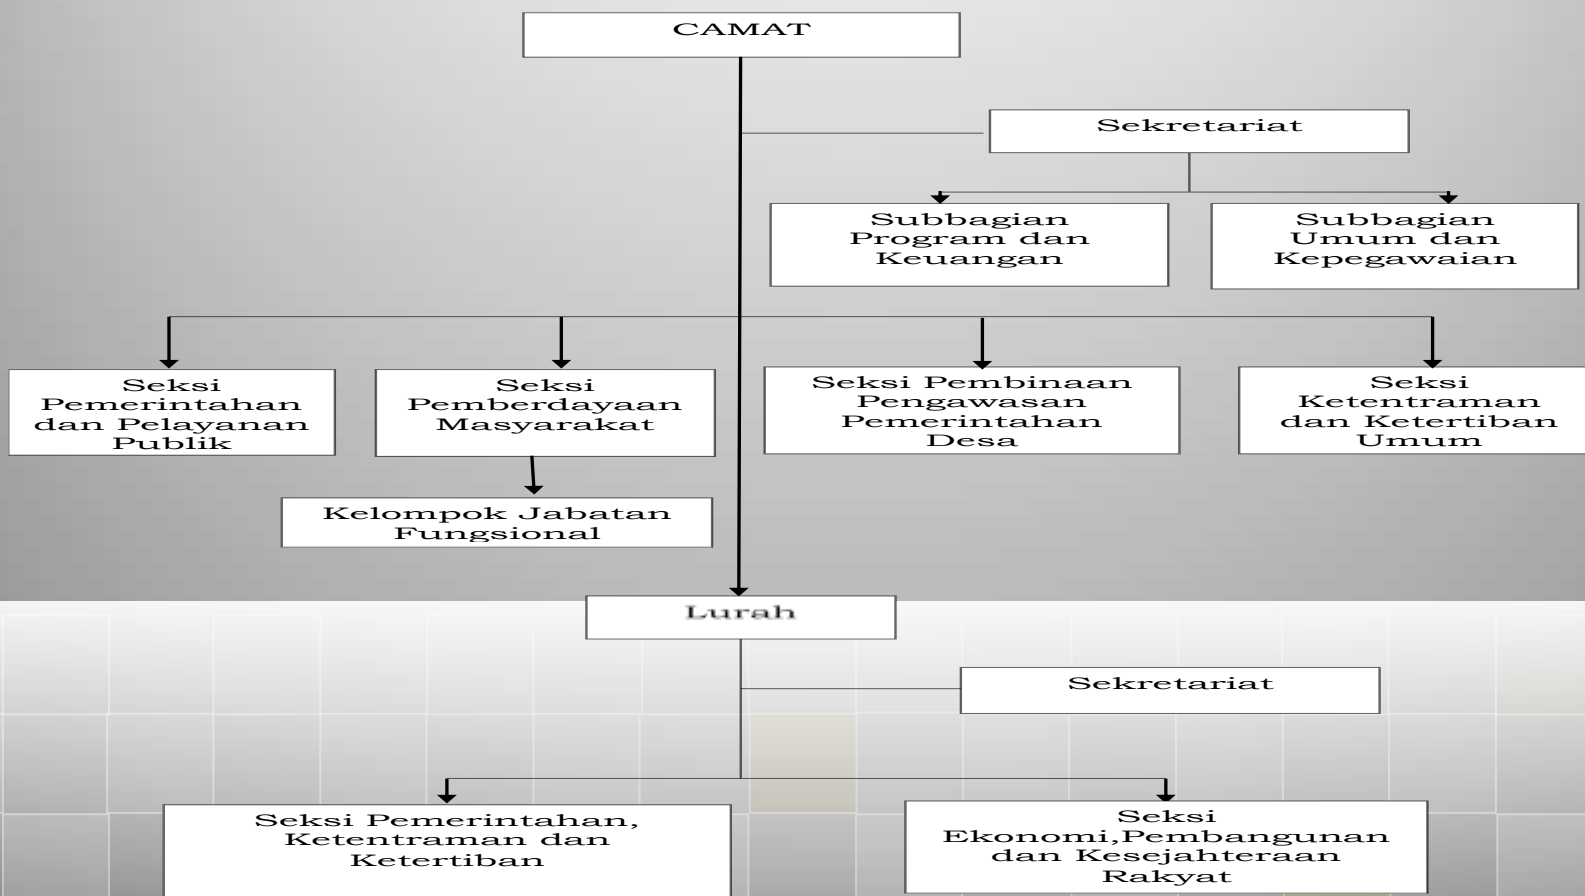 CAMAT
Sekretariat
Subbagian
Program dan
Keuangan
Subbagian
Umum dan
Kepegawaian
Seksi
Pemerintahan
dan Pelayanan
Publik
Seksi
Pemberdayaan
Masyarakat
Seksi Pembinaan
Pengawasan
Pemerintahan
Desa
Seksi
Ketentraman
dan Ketertiban
Umum
Kelompok Jabatan
Fungsional
Lurah
Sekretariat
Seksi Pemerintahan,
Ketentraman dan
Ketertiban
Seksi
Ekonomi,Pembangunan
dan Kesejahteraan
Rakyat